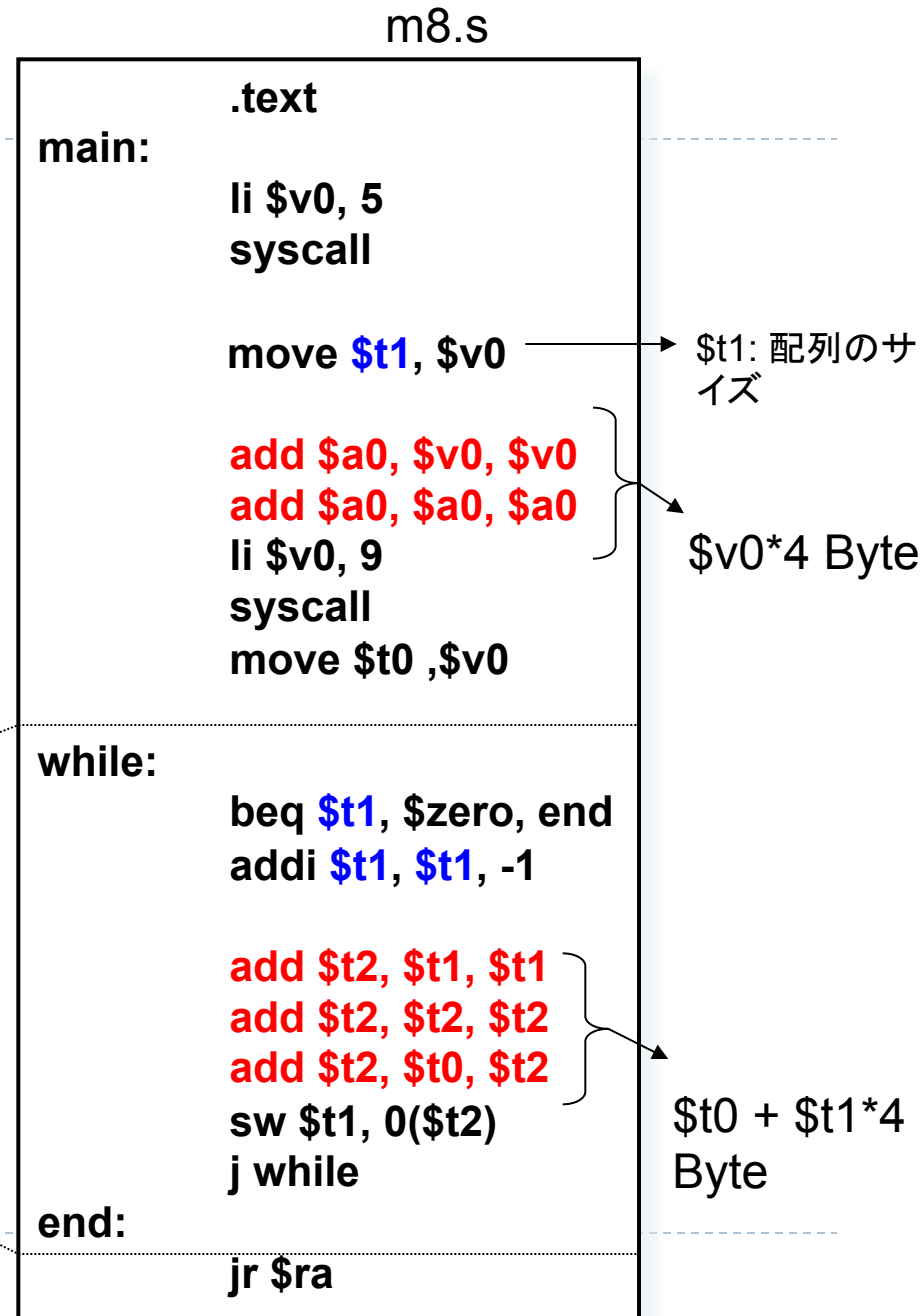 m8.s
.text
main:
li $v0, 5
syscall
move $t1, $v0
$t1: 配列のサ
イズ
add $a0, $v0, $v0
add $a0, $a0, $a0
li $v0, 9
$v0*4 Byte
syscall
move $t0 ,$v0
while:
beq $t1, $zero, end
addi $t1, $t1, -1
add $t2, $t1, $t1
add $t2, $t2, $t2
add $t2, $t0, $t2
sw $t1, 0($t2)
$t0 + $t1*4
Byte
j while
end:
jr $ra